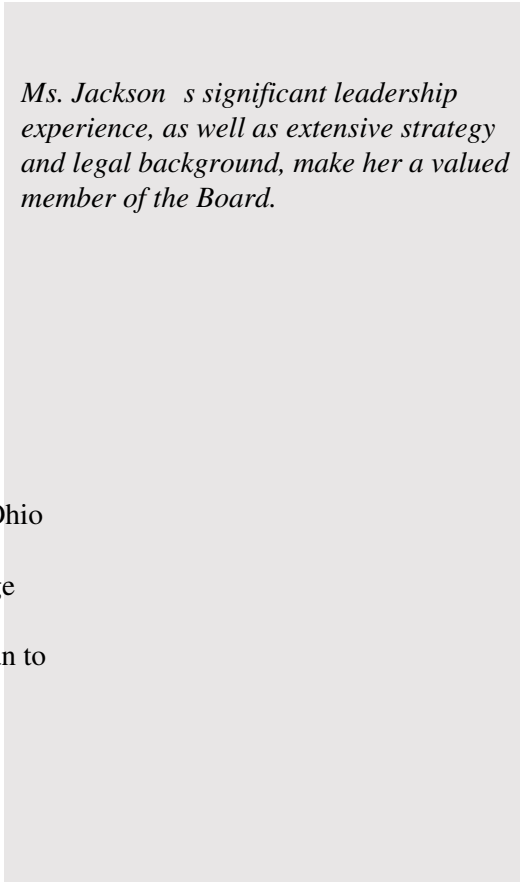 Ms. Jackson s significant leadership
experience, as well as extensive strategy
and legal background, make her a valued
member of the Board.
Ohio
to